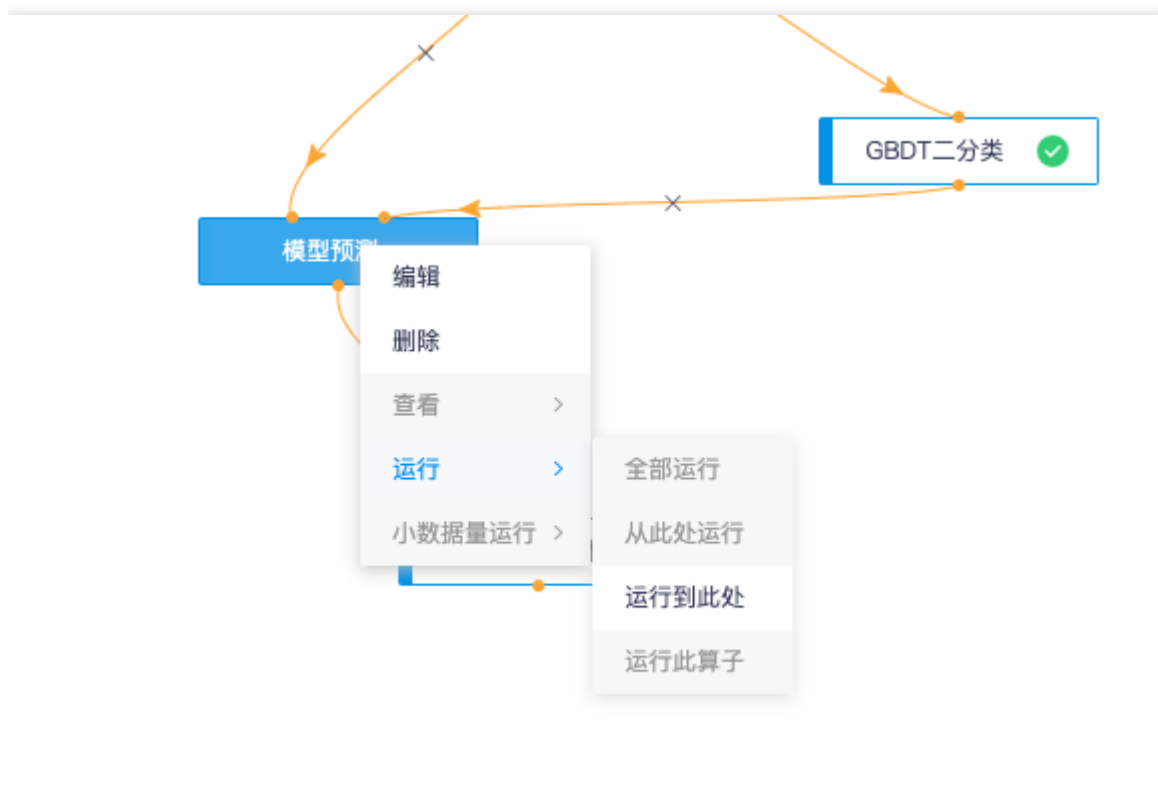 GBDT二分类
模型预测
编辑
删除
查看
运行
小数据量运行
全部运行
从此处运行
运行到此处
运行此算子